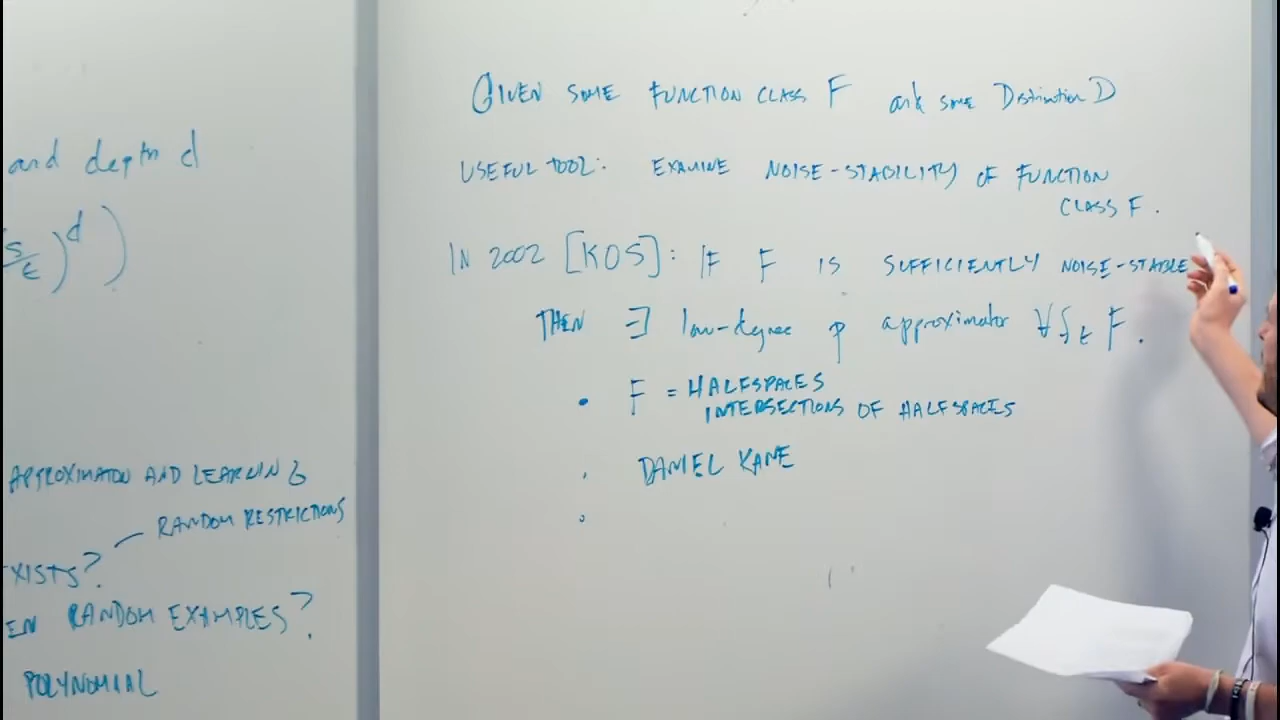 and depth d
(s/ε)^d )
APPROXIMATION AND LEARNING
RANDOM RESTRICTIONS
XISTS?
EN RANDOM EXAMPLES?
POLYNOMIAL
GIVEN SOME FUNCTION CLASS F and some Distribution D
USEFUL TOOL: EXAMINE NOISE-STABILITY OF FUNCTION
CLASS F.
IN 2002 [KOS]: IF F IS SUFFICIENTLY NOISE-STABLE
THEN ∃ low-degree p approximator ∀ f ∈ F.
• F = HALFSPACES
INTERSECTIONS OF HALFSPACES
• DANIEL KANE
•